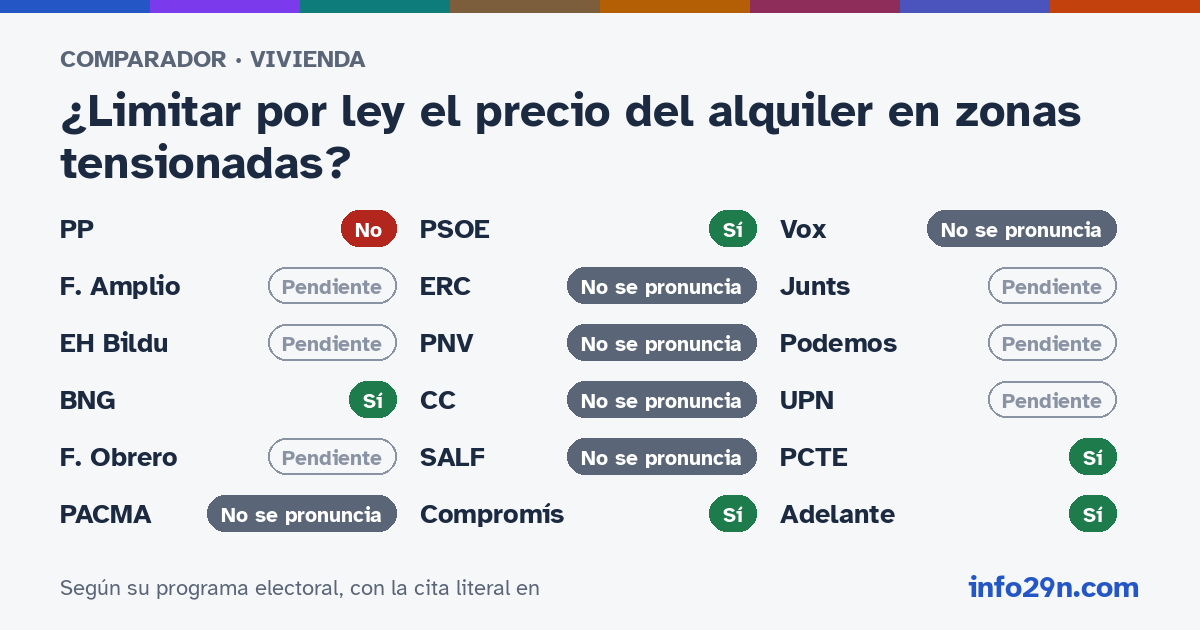 COMPARADOR · VIVIENDA
¿Limitar por ley el precio del alquiler en zonas
tensionadas?
PP No PSOE Sí Vox No se pronuncia
F. Amplio Pendiente ERC No se pronuncia Junts Pendiente
EH Bildu Pendiente PNV No se pronuncia Podemos Pendiente
BNG Sí CC No se pronuncia UPN Pendiente
F. Obrero Pendiente SALF No se pronuncia PCTE Sí
PACMA No se pronuncia Compromís Sí Adelante Sí
Según su programa electoral, con la cita literal en info29n.com